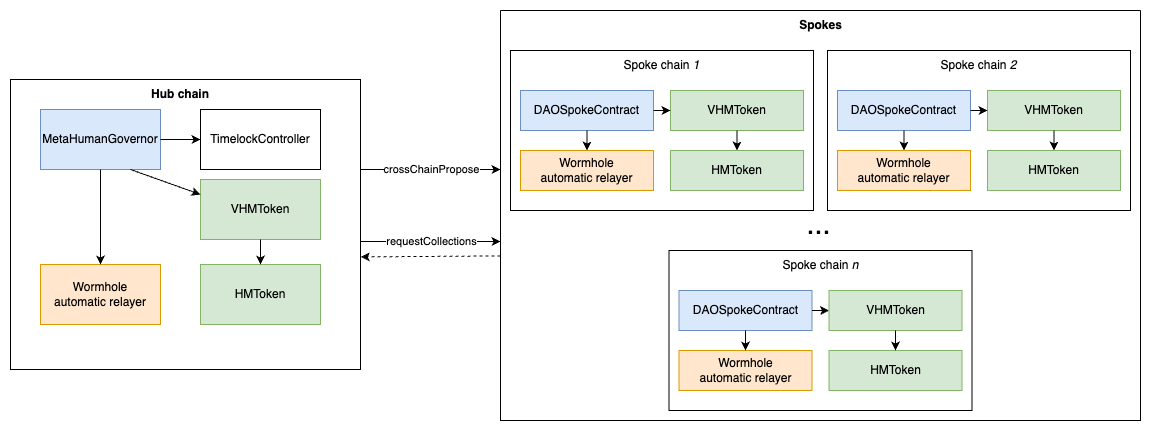 Hub chain
MetaHumanGovernor
TimelockController
VHMToken
Wormhole
automatic relayer
HMToken
crossChainPropose
requestCollections
Spokes
Spoke chain 1
DAOSpokeContract
VHMToken
Wormhole
automatic relayer
HMToken
Spoke chain 2
DAOSpokeContract
VHMToken
Wormhole
automatic relayer
HMToken
...
Spoke chain n
DAOSpokeContract
VHMToken
Wormhole
automatic relayer
HMToken